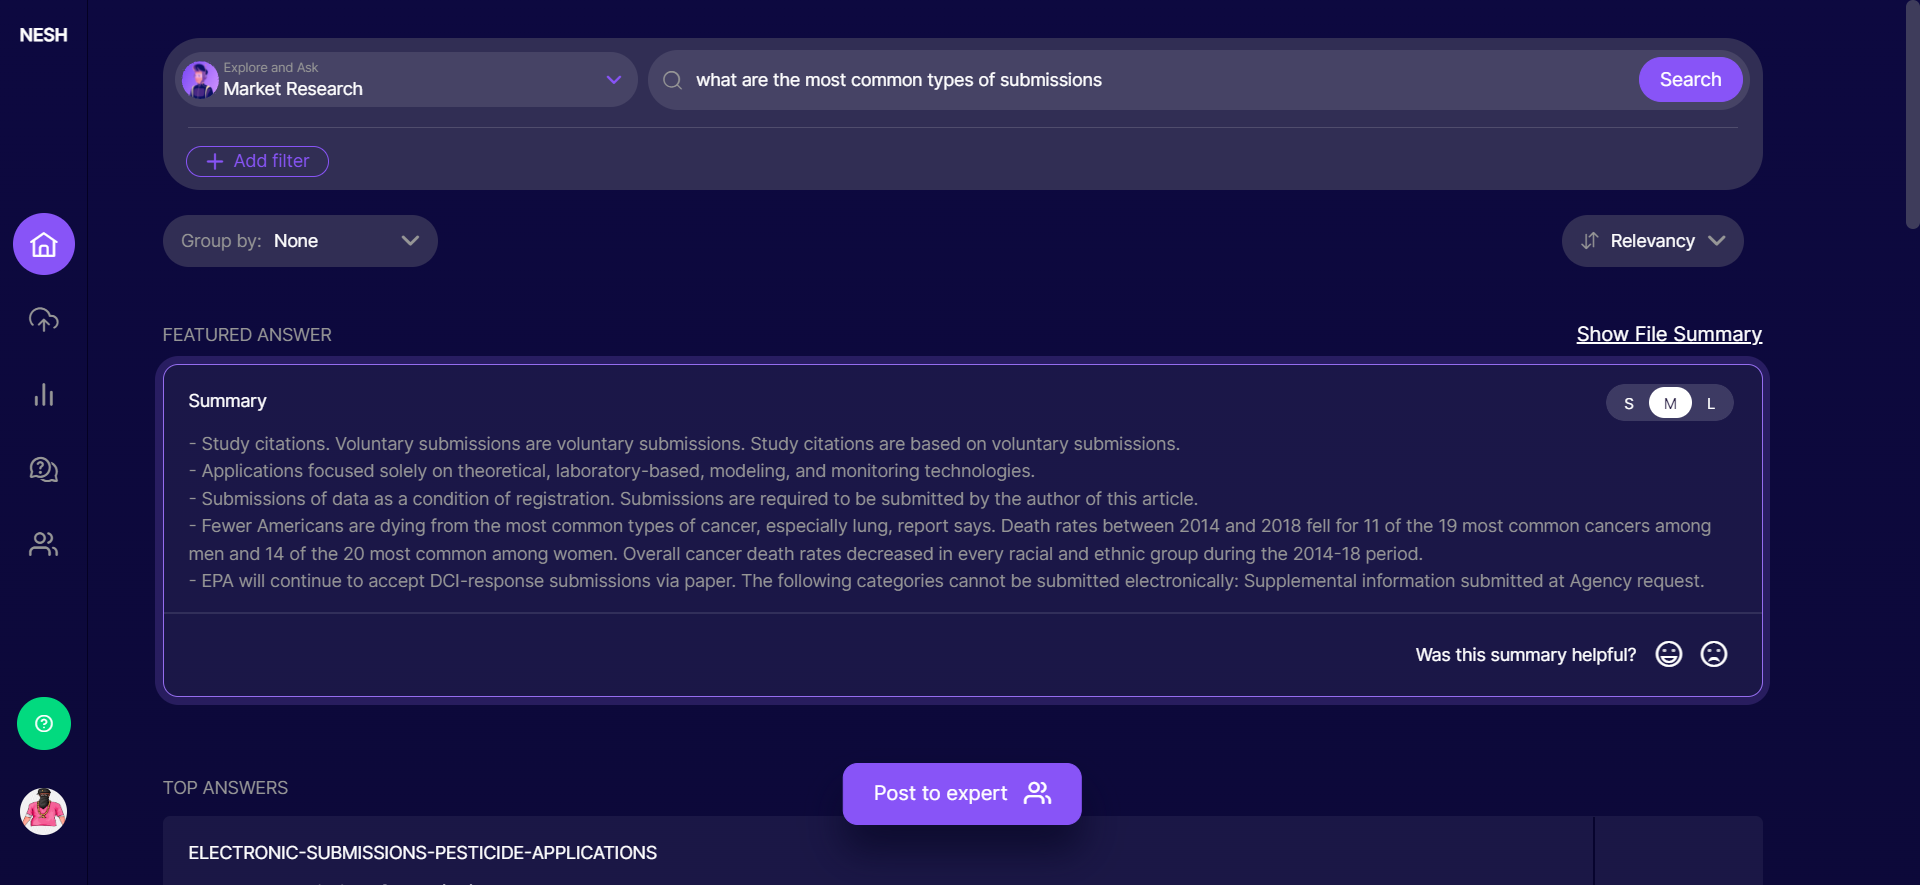 NESH
Explore and Ask
Market Research
what are the most common types of submissions
Search
Add filter
Group by: None
Relevancy
FEATURED ANSWER
Show File Summary
Summary
S M L
- Study citations. Voluntary submissions are voluntary submissions. Study citations are based on voluntary submissions.
- Applications focused solely on theoretical, laboratory-based, modeling, and monitoring technologies.
- Submissions of data as a condition of registration. Submissions are required to be submitted by the author of this article.
- Fewer Americans are dying from the most common types of cancer, especially lung, report says. Death rates between 2014 and 2018 fell for 11 of the 19 most common cancers among
men and 14 of the 20 most common among women. Overall cancer death rates decreased in every racial and ethnic group during the 2014-18 period.
- EPA will continue to accept DCI-response submissions via paper. The following categories cannot be submitted electronically: Supplemental information submitted at Agency request.
Was this summary helpful?
TOP ANSWERS
Post to expert
ELECTRONIC-SUBMISSIONS-PESTICIDE-APPLICATIONS